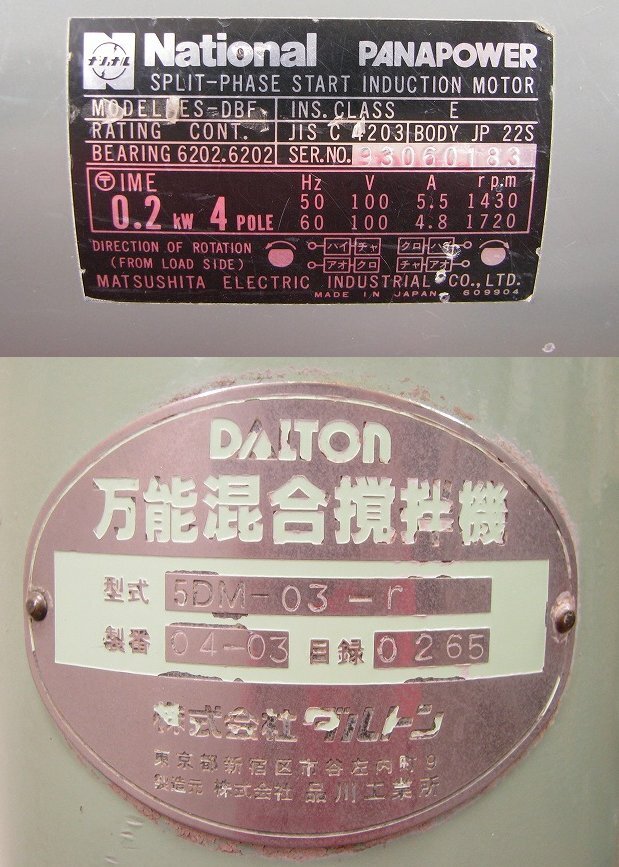 ナショナル National PANAPOWER
SPLIT-PHASE START INDUCTION MOTOR
MODEL ES-DBF INS. CLASS E
RATING CONT. JIS C 4203 BODY JP 22S
BEARING 6202.6202 SER.NO. 93060183
〒IME Hz V A rpm
0.2 kW 4 POLE 50 100 5.5 1430
60 100 4.8 1720
DIRECTION OF ROTATION ハイ チャ クロ ハイ
(FROM LOAD SIDE) アオ クロ チャ アオ
MATSUSHITA ELECTRIC INDUSTRIAL CO., LTD.
MADE IN JAPAN 609904
DALTON
万能混合攪拌機
型式 5DM-03-r
製番 04-03 目録 0265
株式会社 ダルトン
東京都新宿区市谷左内町9
製造元 株式会社 品川工業所